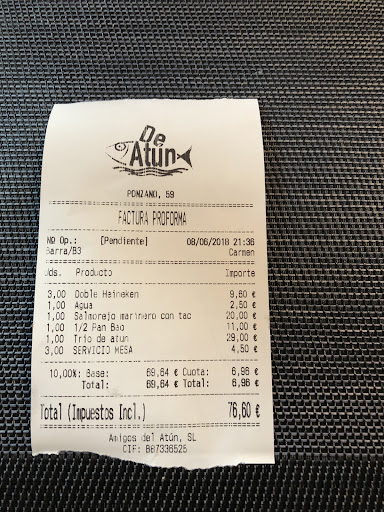 De
Atún
PONZANO, 59
FACTURA PROFORMA
Nº Op.: [Pendiente] 08/06/2018 21:36
Barra/B3 Carmen
Uds. Producto Importe
3,00 Doble Heineken 9,60 €
1,00 Agua 2,50 €
1,00 Salmorejo marinero con tac 20,00 €
1,00 1/2 Pan Bao 11,00 €
1,00 Trio de atun 29,00 €
3,00 SERVICIO MESA 4,50 €
10,00%: Base: 69,64 € Cuota: 6,96 €
Total: 69,64 € Total: 6,96 €
Total (Impuestos Incl.) 76,60 €
Amigos del Atún, SL
CIF: B87336525